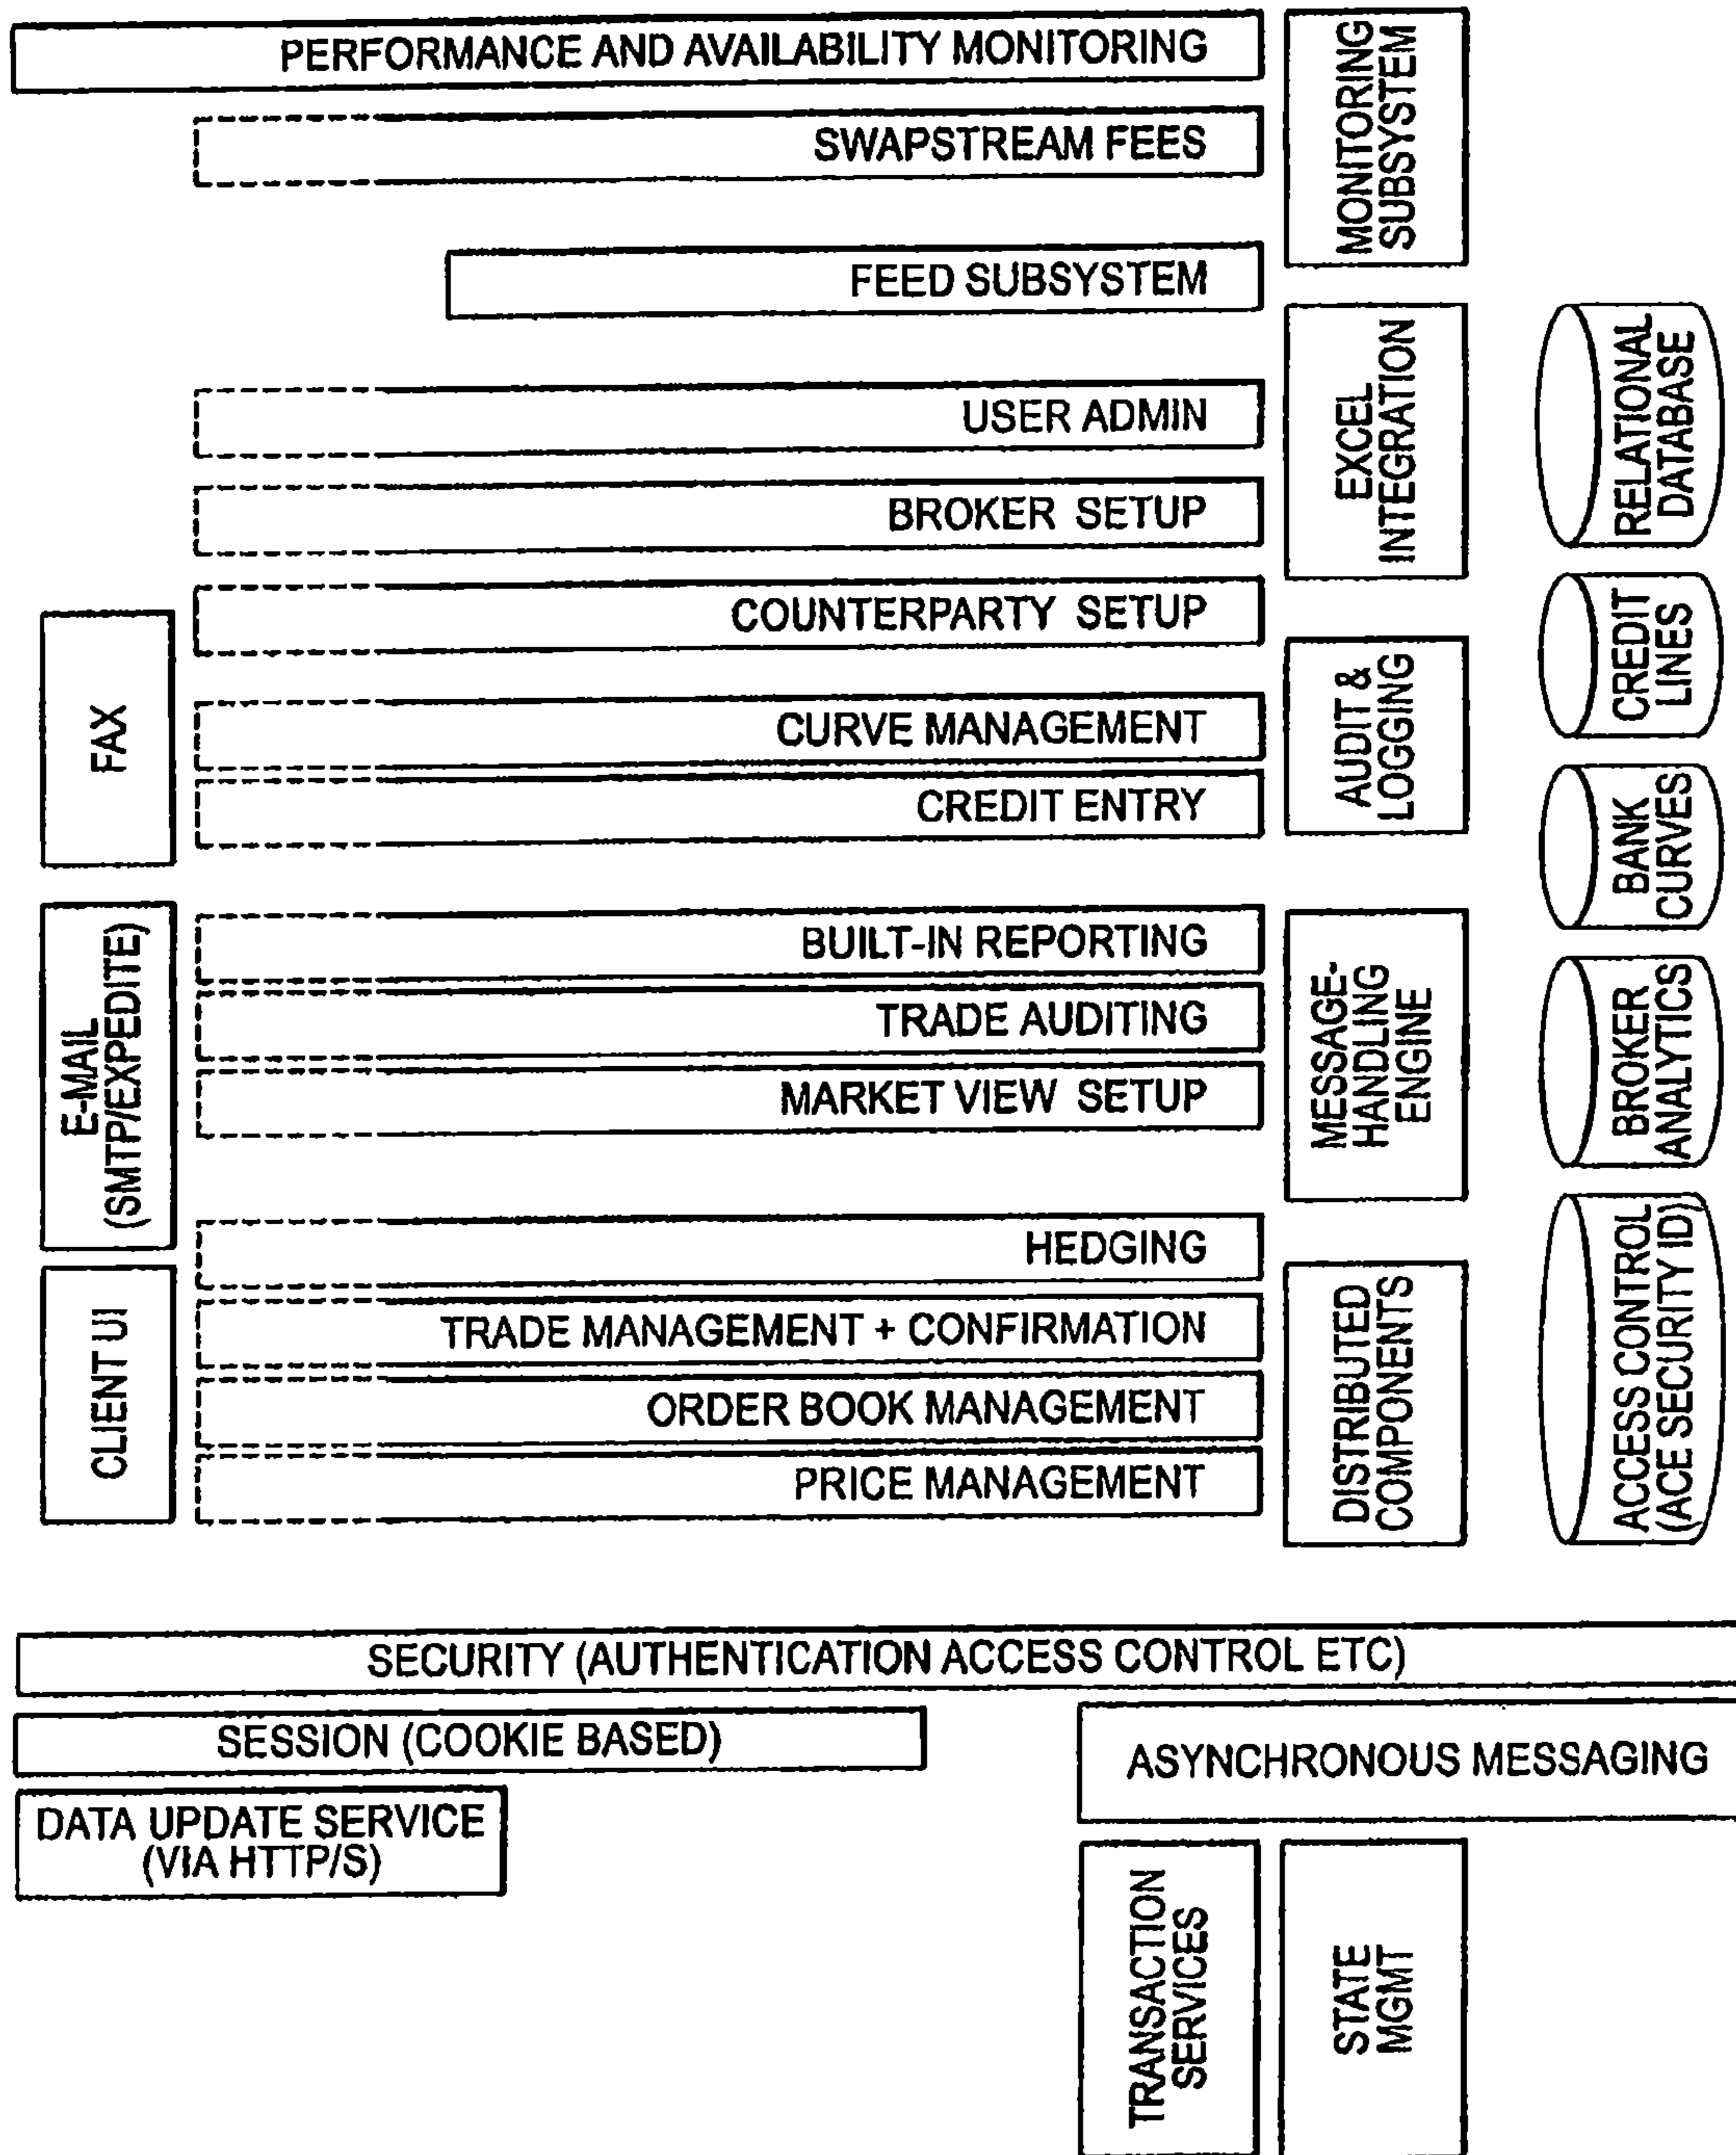 PERFORMANCE AND AVAILABILITY MONITORING
SWAPSTREAM FEES
FEED SUBSYSTEM
USER ADMIN
BROKER SETUP
COUNTERPARTY SETUP
CURVE MANAGEMENT
CREDIT ENTRY
BUILT-IN REPORTING
TRADE AUDITING
MARKET VIEW SETUP
HEDGING
TRADE MANAGEMENT + CONFIRMATION
ORDER BOOK MANAGEMENT
PRICE MANAGEMENT
FAX
E-MAIL
(SMTP/EXPEDITE)
CLIENT UI
MONITORING
SUBSYSTEM
EXCEL
INTEGRATION
AUDIT &
LOGGING
MESSAGE-
HANDLING
ENGINE
DISTRIBUTED
COMPONENTS
RELATIONAL
DATABASE
CREDIT
LINES
BANK
CURVES
BROKER
ANALYTICS
ACCESS CONTROL
(ACE SECURITY ID)
SECURITY (AUTHENTICATION ACCESS CONTROL ETC)
SESSION (COOKIE BASED)
ASYNCHRONOUS MESSAGING
DATA UPDATE SERVICE
(VIA HTTP/S)
TRANSACTION
SERVICES
STATE
MGMT